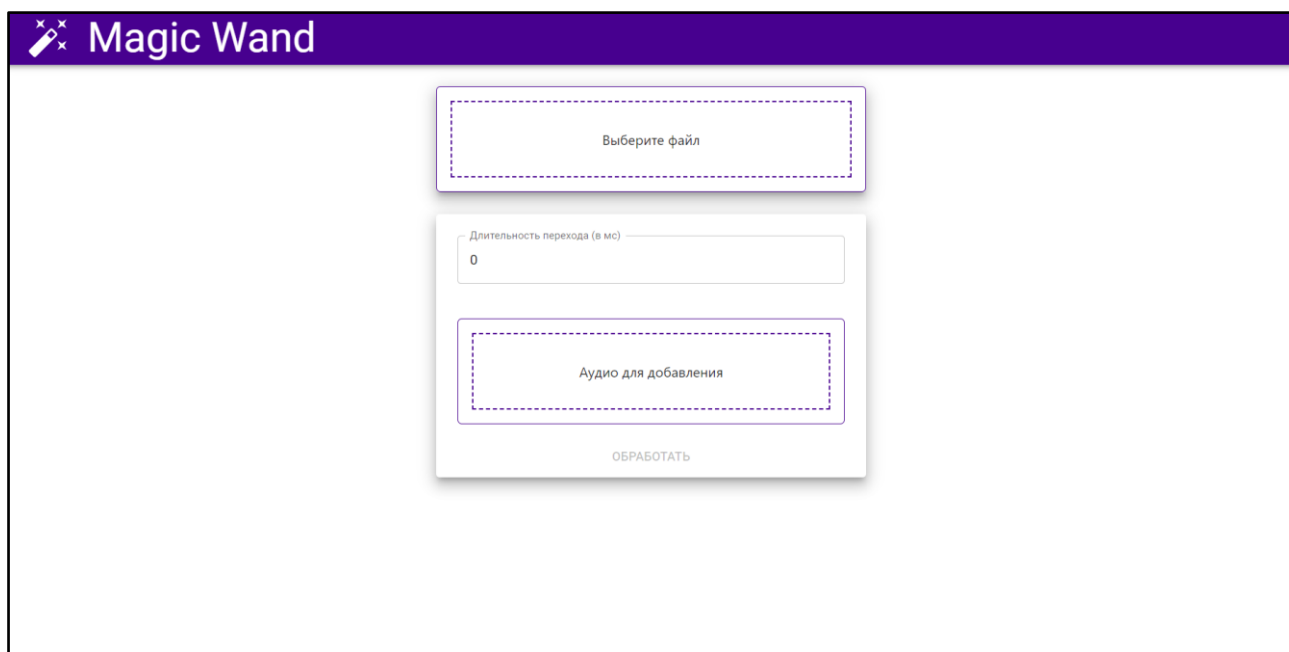 Magic Wand
Выберите файл
Длительность перехода (в мс)
0
Аудио для добавления
ОБРАБОТАТЬ